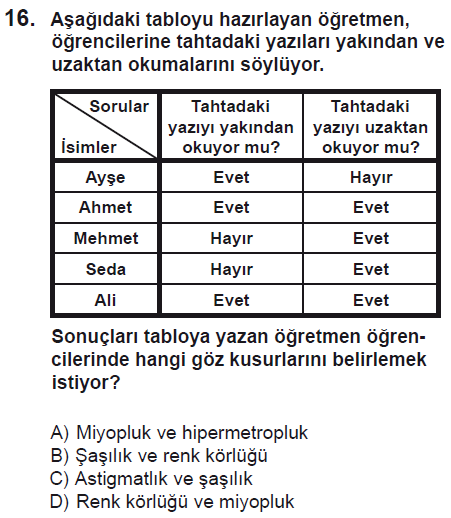 16. Aşağıdaki tabloyu hazırlayan öğretmen,
öğrencilerine tahtadaki yazıları yakından ve
uzaktan okumalarını söylüyor.
Sorular
İsimler
Tahtadaki
yazıyı yakından
okuyor mu?
Tahtadaki
yazıyı uzaktan
okuyor mu?
Ayşe Evet Hayır
Ahmet Evet Evet
Mehmet Hayır Evet
Seda Hayır Evet
Ali Evet Evet
Sonuçları tabloya yazan öğretmen öğren-
cilerinde hangi göz kusurlarını belirlemek
istiyor?
A) Miyopluk ve hipermetropluk
B) Şaşılık ve renk körlüğü
C) Astigmatlık ve şaşılık
D) Renk körlüğü ve miyopluk